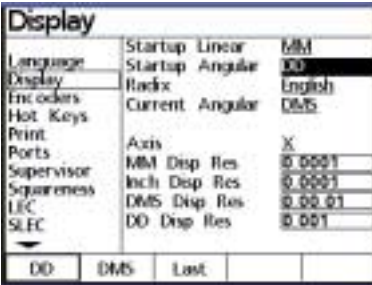 Display
Language
Display
Encoders
Hot Keys
Print
Ports
Supervisor
Squareness
LEC
SLEC
Startup Linear MM
Startup Angular DD
Radix English
Current Angular DMS
Axis X
MM Disp Res 0.0001
Inch Disp Res 0.0001
DMS Disp Res 0.00.01
DD Disp Res 0.001
DD DMS Last